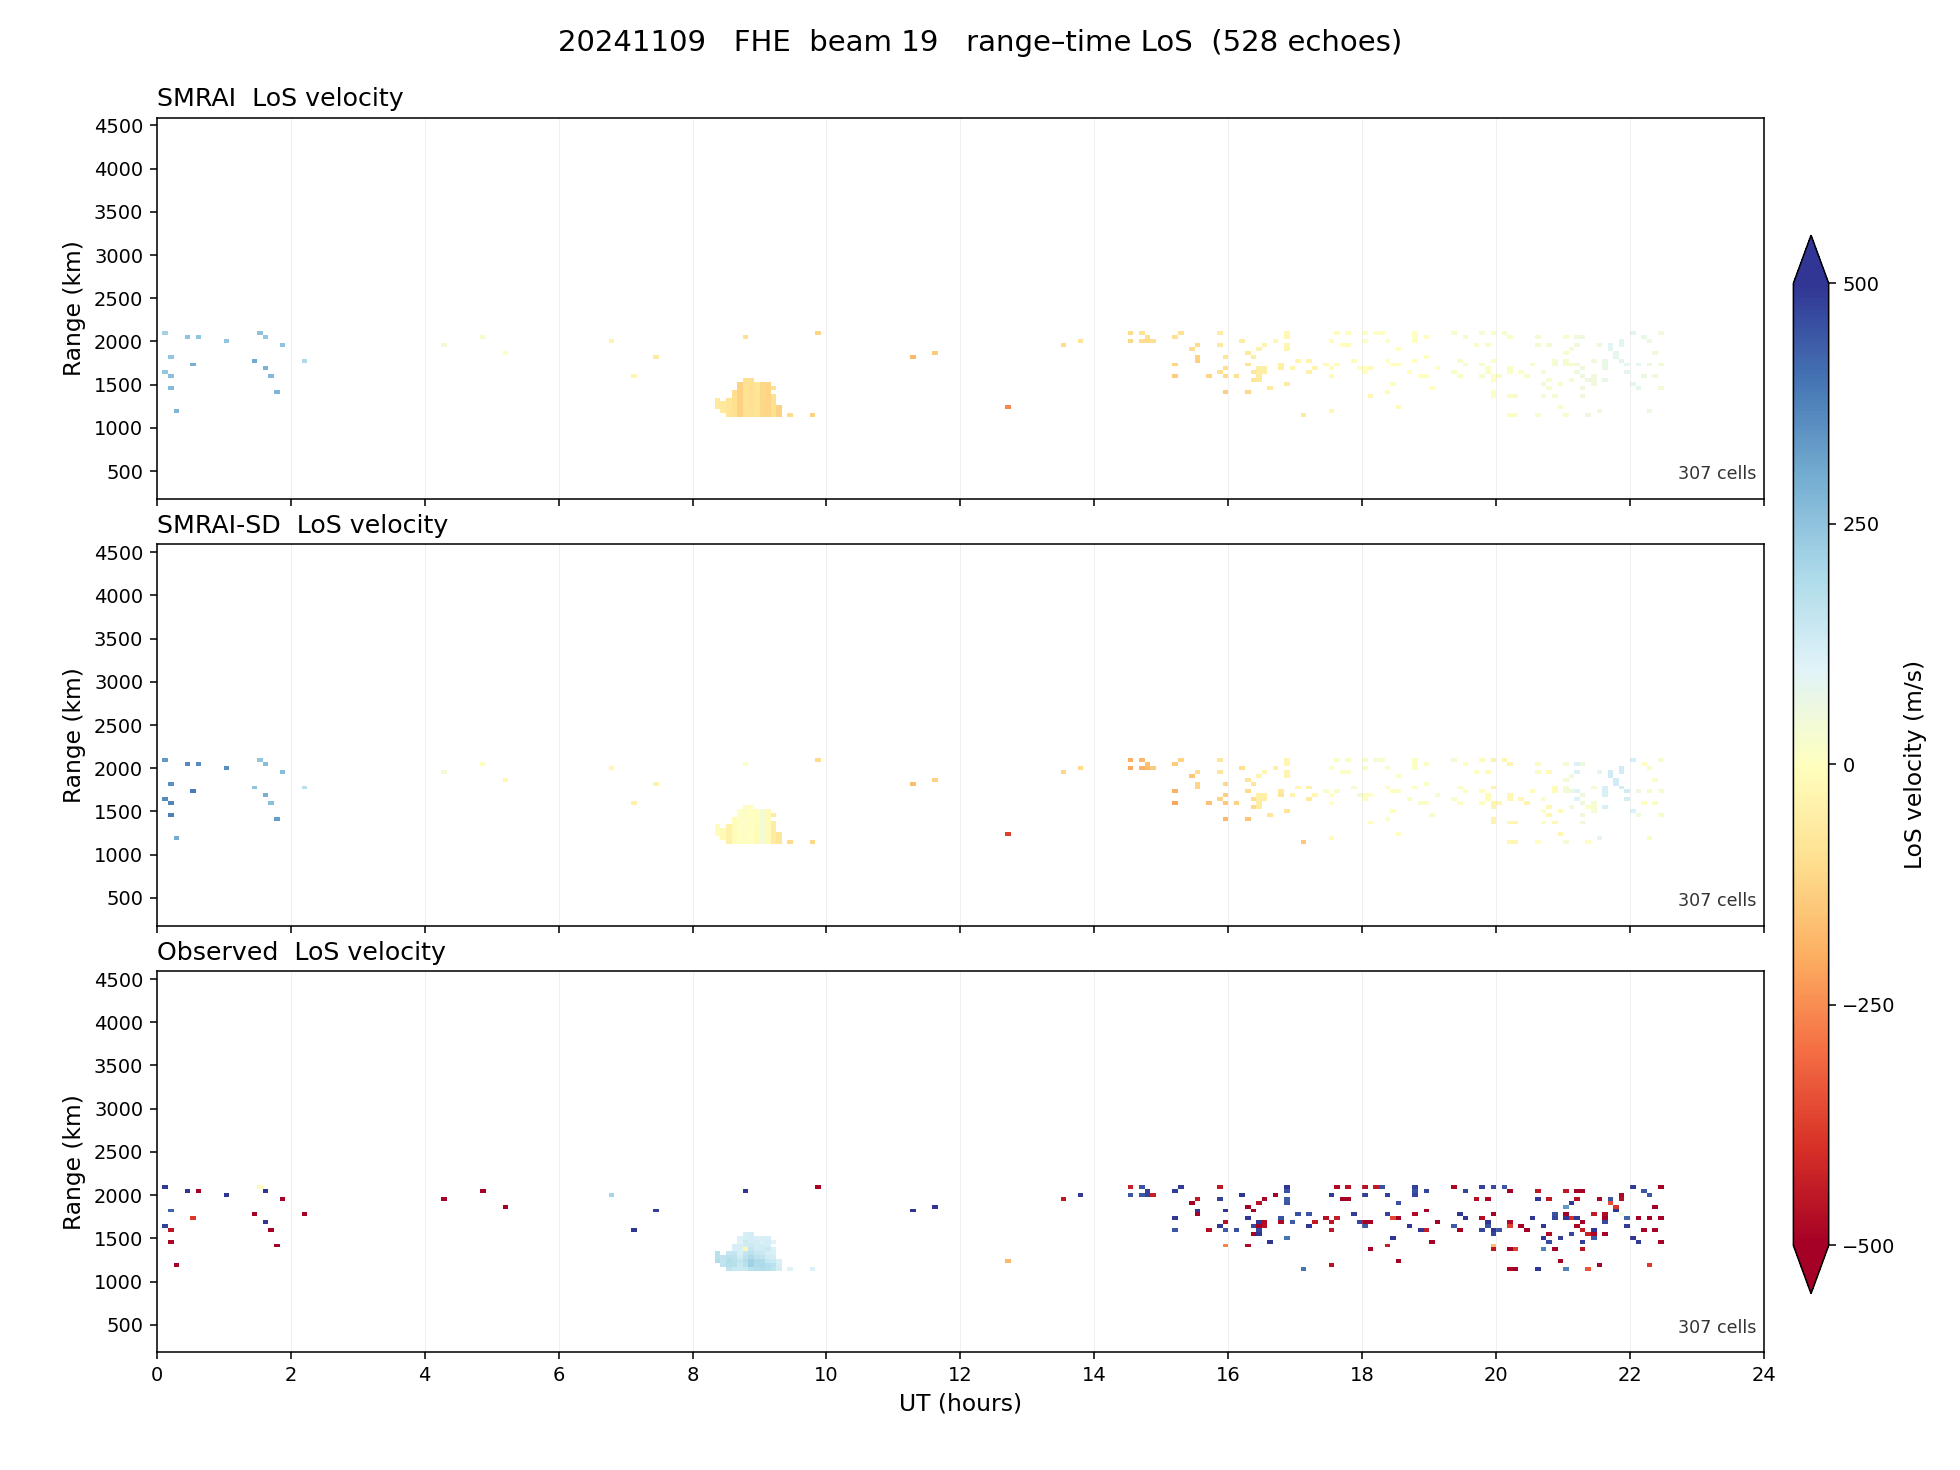 20241109   FHE  beam 19   range–time LoS  (528 echoes)
SMRAI  LoS velocity
4500
4000
3500
3000
2500
2000
1500
1000
500
Range (km)
307 cells
SMRAI-SD  LoS velocity
4500
4000
3500
3000
2500
2000
1500
1000
500
Range (km)
307 cells
Observed  LoS velocity
4500
4000
3500
3000
2500
2000
1500
1000
500
Range (km)
307 cells
0 2 4 6 8 10 12 14 16 18 20 22 24
UT (hours)
500
250
0
−250
−500
LoS velocity (m/s)